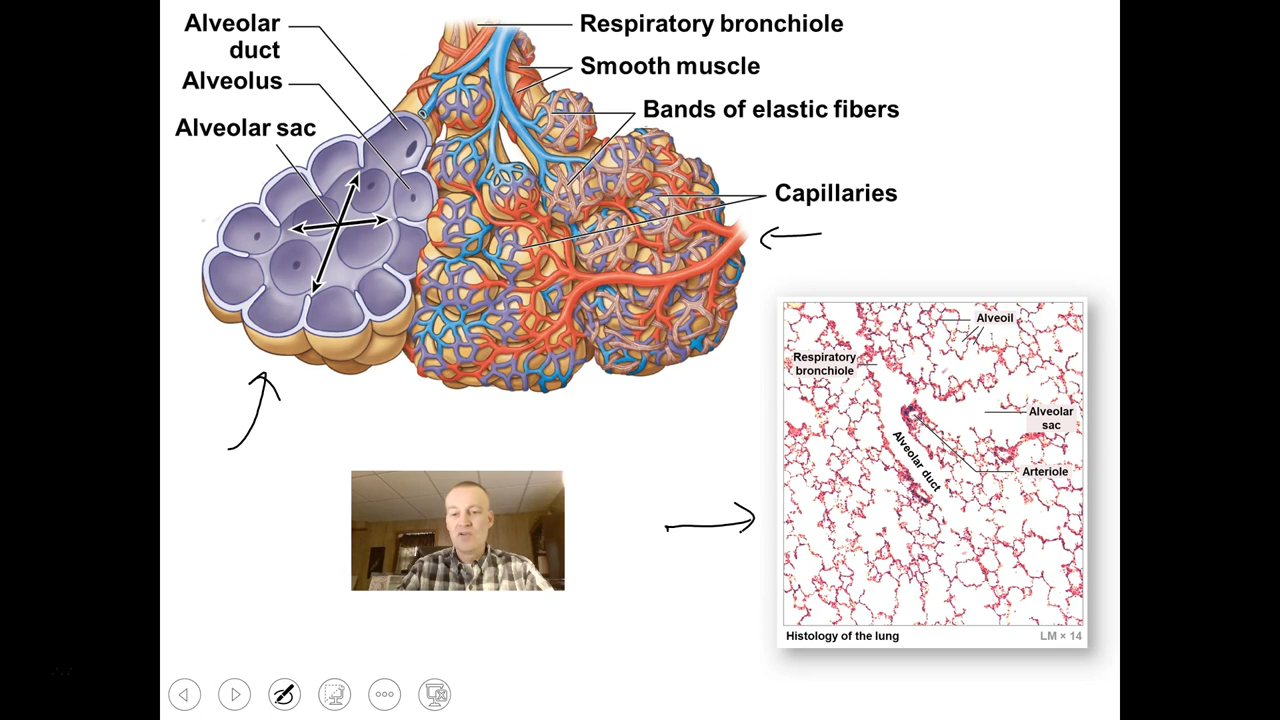 Alveolar
duct
Alveolus
Alveolar sac
Respiratory bronchiole
Smooth muscle
Bands of elastic fibers
Capillaries
Alveoil
Respiratory
bronchiole
Alveolar
sac
Alveolar duct
Arteriole
Histology of the lung
LM × 14